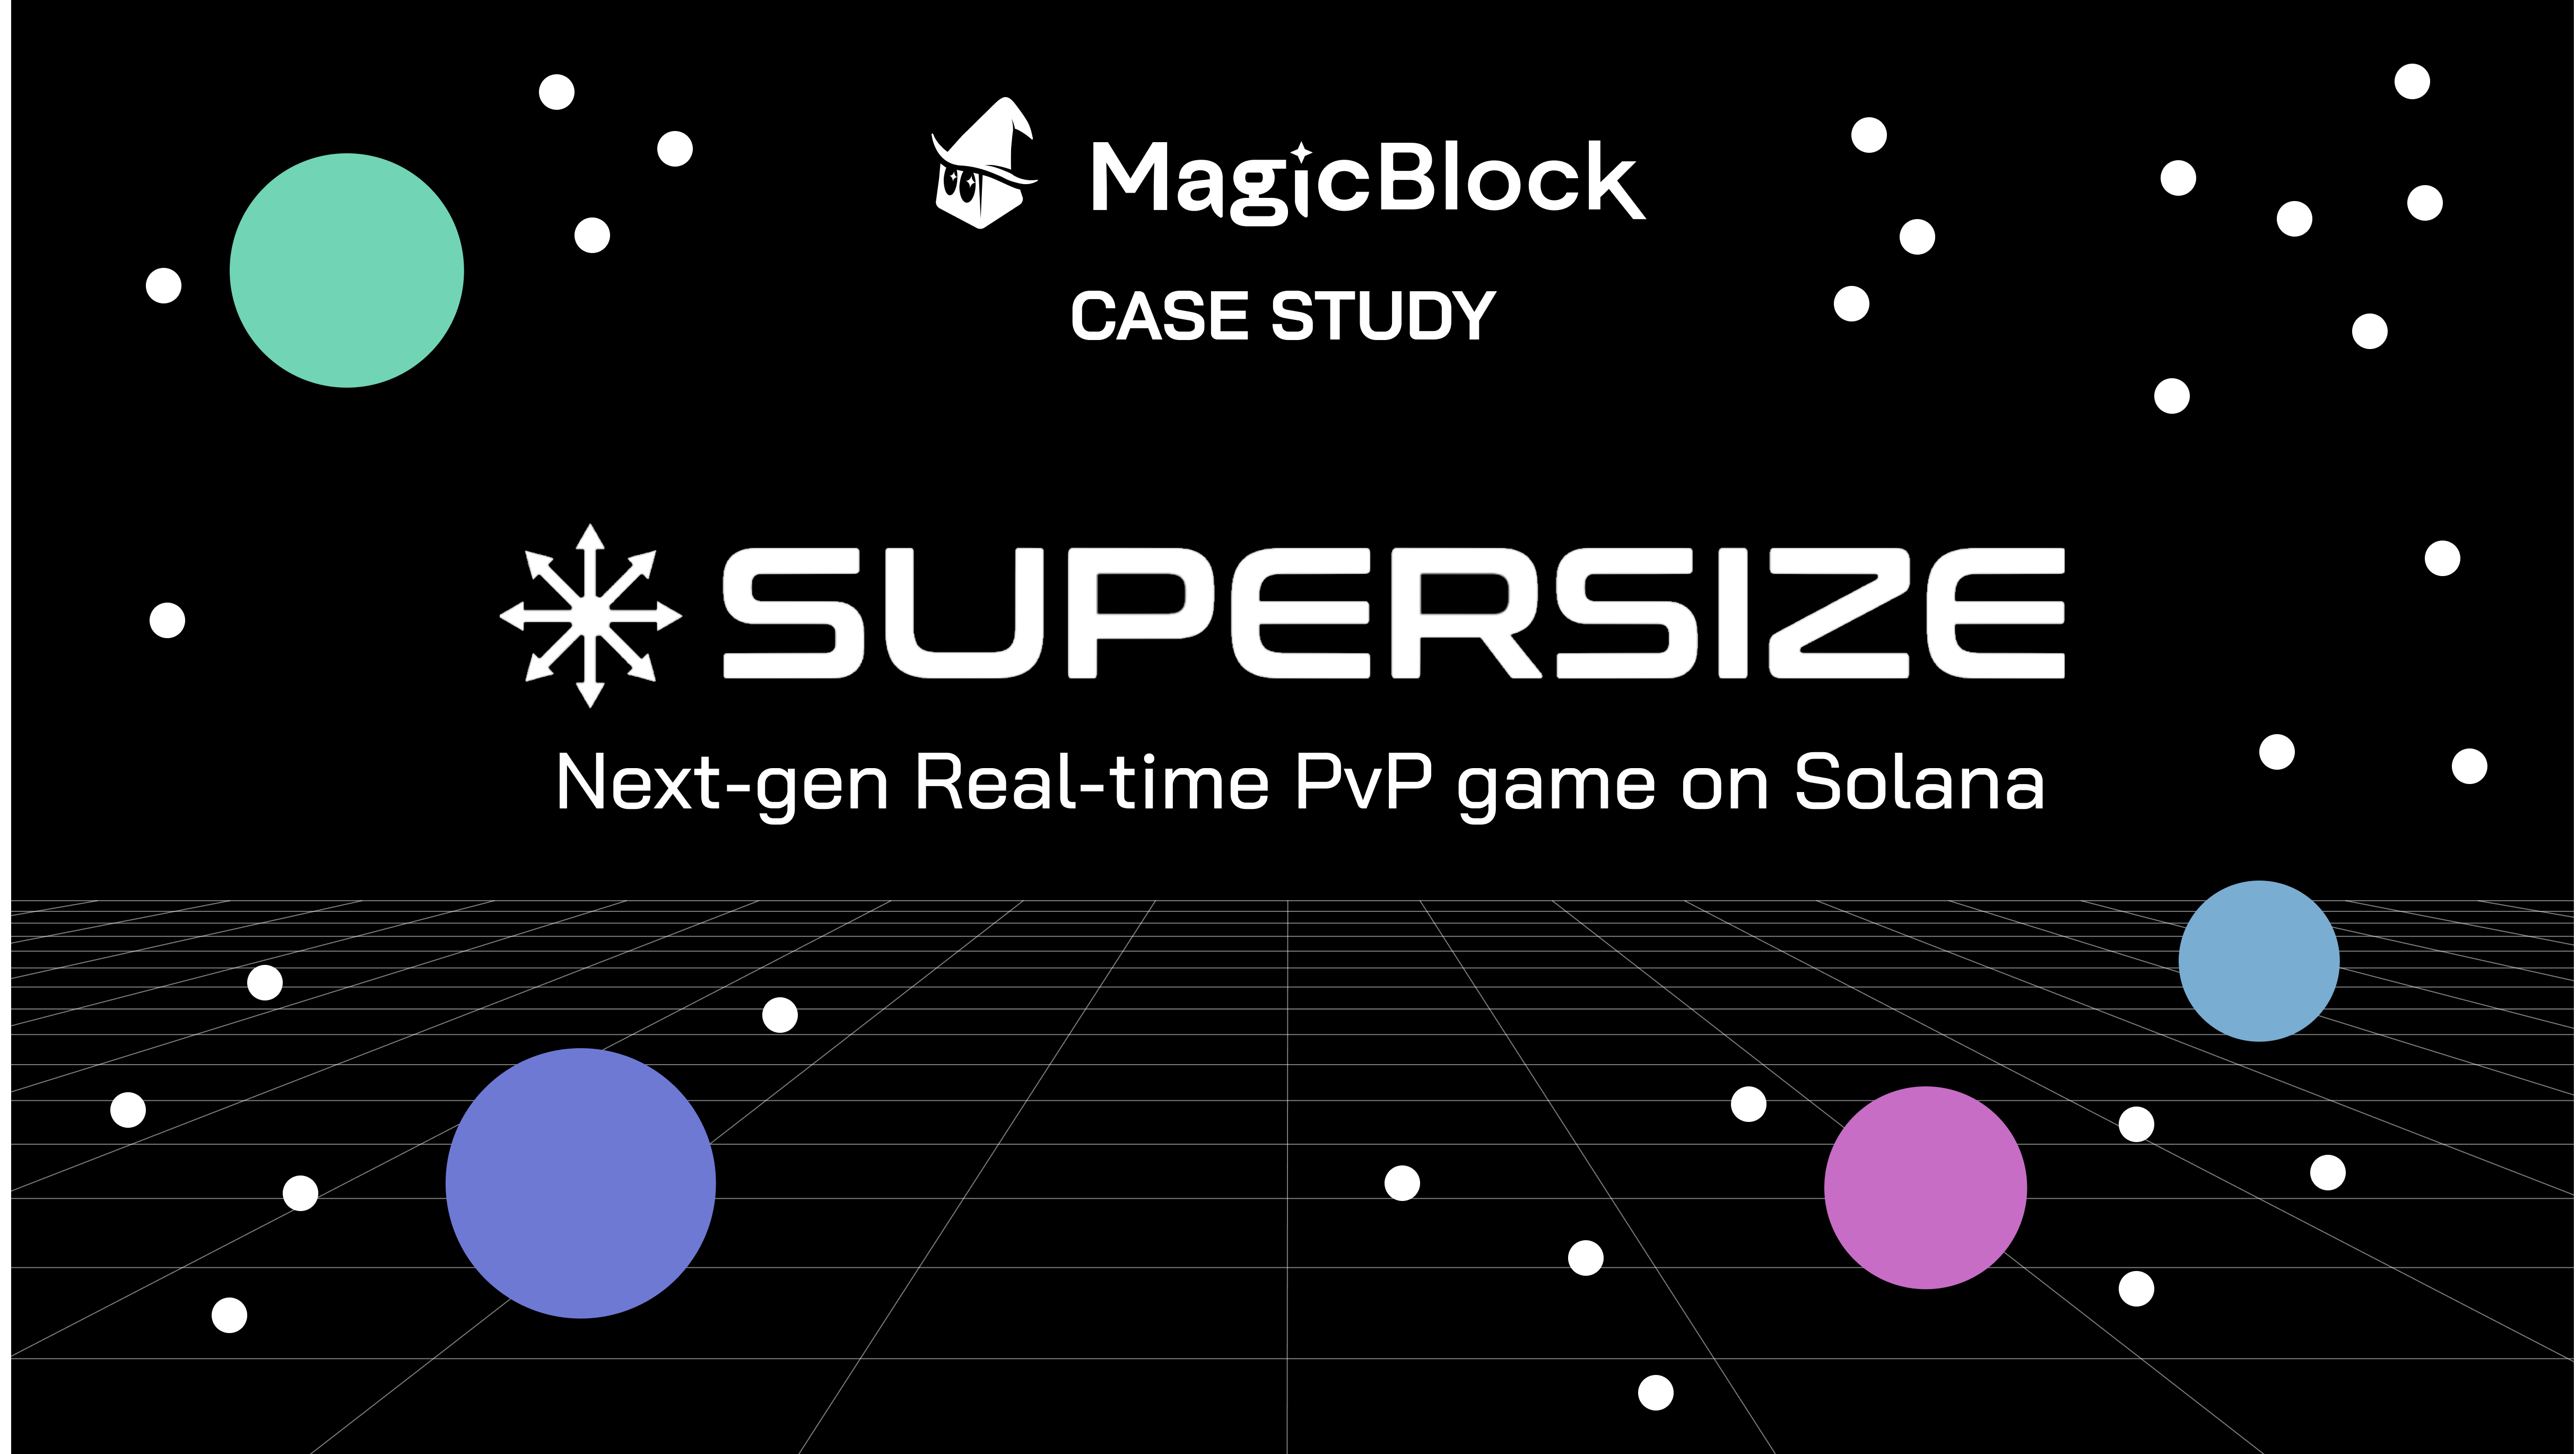 MagicBlock
CASE STUDY
SUPERSIZE
Next-gen Real-time PvP game on Solana